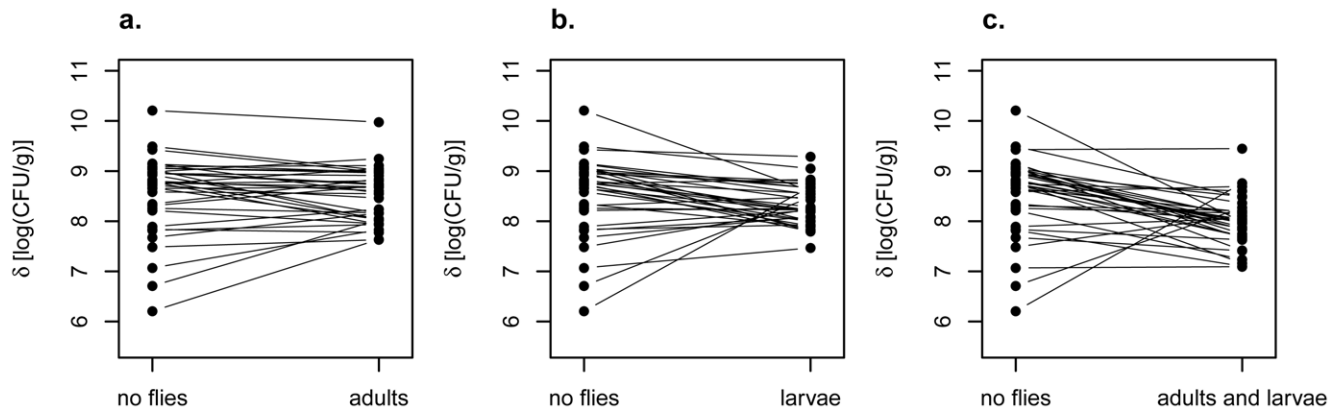 a.
δ [log(CFU/g)]
11
10
9
8
7
6
no flies
adults
b.
δ [log(CFU/g)]
11
10
9
8
7
6
no flies
larvae
c.
δ [log(CFU/g)]
11
10
9
8
7
6
no flies
adults and larvae